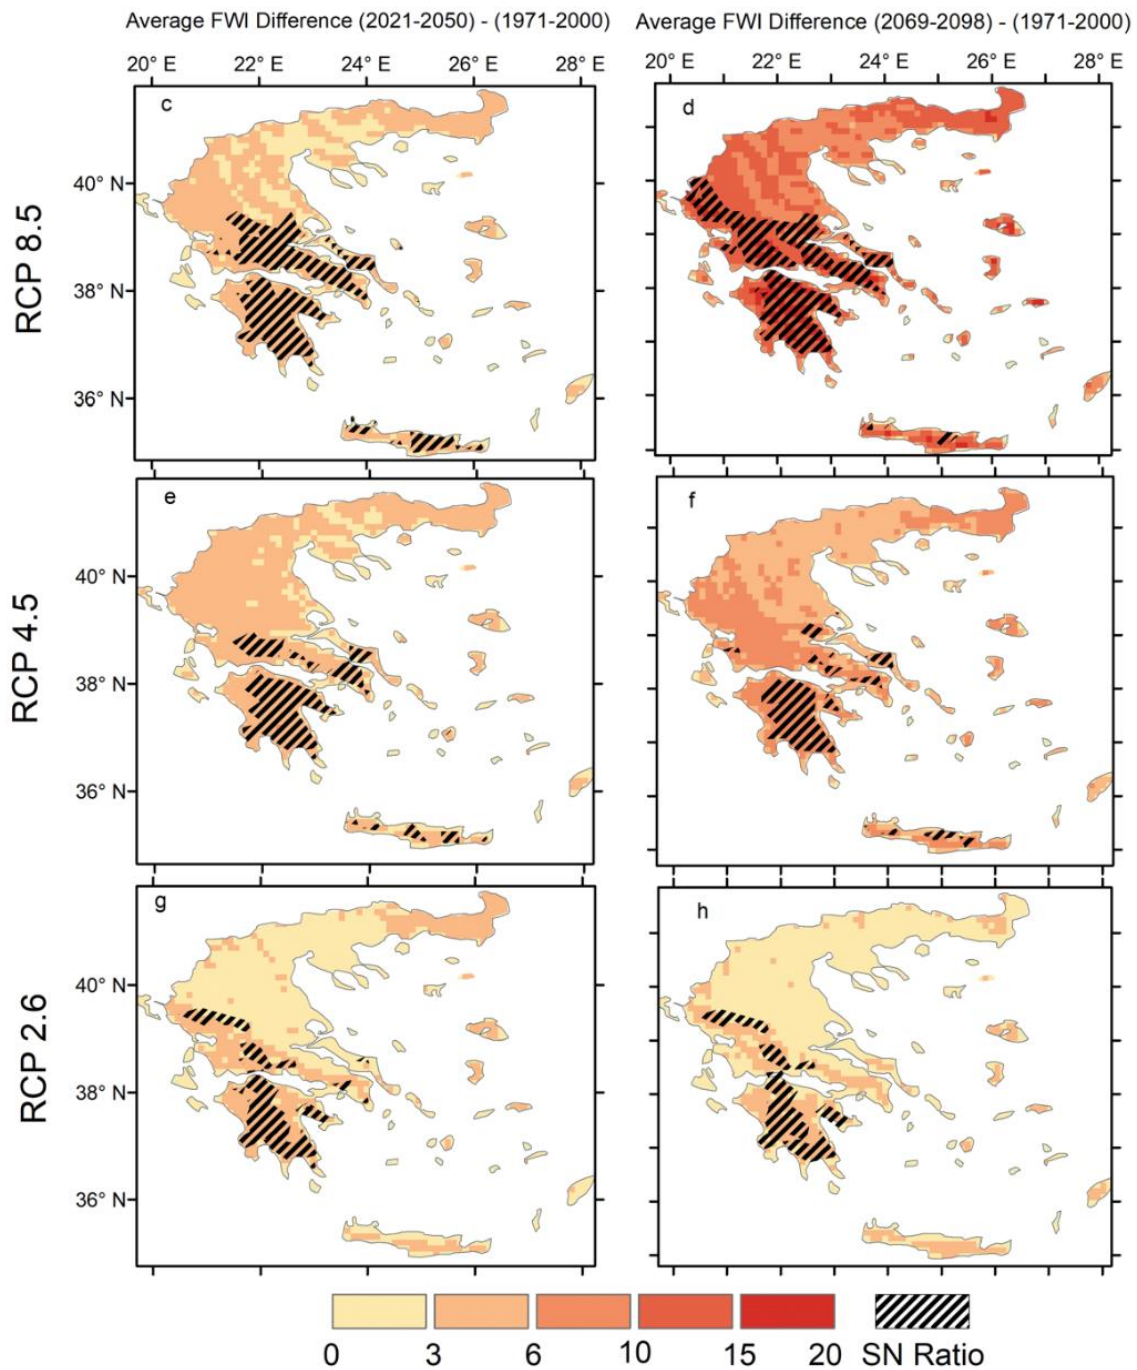 Average FWI Difference (2021-2050) - (1971-2000) Average FWI Difference (2069-2098) - (1971-2000)
20° E 22° E 24° E 26° E 28° E 20° E 22° E 24° E 26° E 28° E
c d
40° N
RCP 8.5
38° N
36° N
e f
40° N
RCP 4.5
38° N
36° N
g h
40° N
RCP 2.6
38° N
36° N
0 3 6 10 15 20 SN Ratio